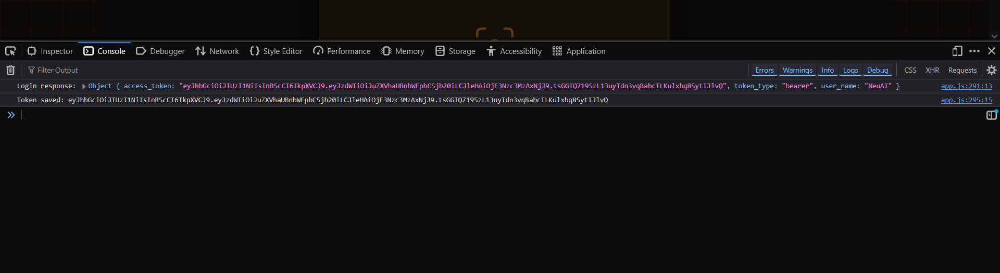 Inspector Console Debugger Network Style Editor Performance Memory Storage Accessibility Application
Filter Output Errors Warnings Info Logs Debug CSS XHR Requests
Login response: Object { access_token: "eyJhbGciOiJIUzI1NiIsInR5cCI6IkpXVCJ9.eyJzdWIiOiJuZXVhaUBnbWFpbC5jb20iLCJleHAiOjE3Nzc3MzAxNjJ9.tsGGIQ7195zL13uyTdn3vqBabcILKulxbq8SytIJlvQ", token_type: "bearer", user_name: "NeuAI" } app.js:291:13
Token saved: eyJhbGciOiJIUzI1NiIsInR5cCI6IkpXVCJ9.eyJzdWIiOiJuZXVhaUBnbWFpbC5jb20iLCJleHAiOjE3Nzc3MzAxNjJ9.tsGGIQ7195zL13uyTdn3vqBabcILKulxbq8SytIJlvQ app.js:295:15